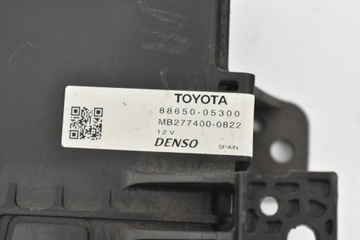 TOYOTA
88650-05300
MB277400-0822
12V
DENSO SPAIN